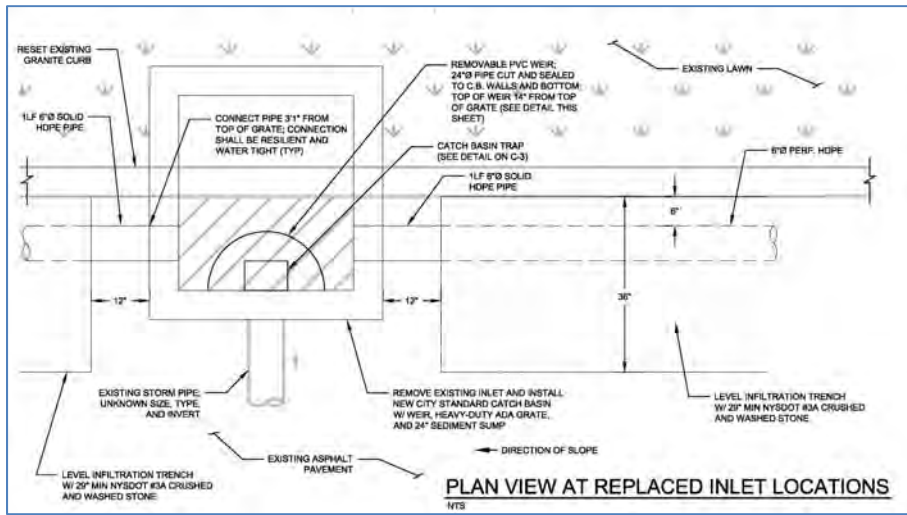 RESET EXISTING
GRANITE CURB
1LF 6"Ø SOLID
HDPE PIPE
CONNECT PIPE 3'1" FROM
TOP OF GRATE; CONNECTION
SHALL BE RESILIENT AND
WATER TIGHT (TYP)
REMOVABLE PVC WEIR;
24"Ø PIPE CUT AND SEALED
TO C.B. WALLS AND BOTTOM;
TOP OF WEIR 14" FROM TOP
OF GRATE (SEE DETAIL THIS
SHEET)
CATCH BASIN TRAP
(SEE DETAIL ON C-3)
1LF 6"Ø SOLID
HDPE PIPE
EXISTING LAWN
6"Ø PERF. HDPE
6"
36"
12"
12"
EXISTING STORM PIPE;
UNKNOWN SIZE, TYPE,
AND INVERT
REMOVE EXISTING INLET AND INSTALL
NEW CITY STANDARD CATCH BASIN
W/ WEIR, HEAVY-DUTY ADA GRATE,
AND 24" SEDIMENT SUMP
LEVEL INFILTRATION TRENCH
W/ 29" MIN NYSDOT #3A CRUSHED
AND WASHED STONE
EXISTING ASPHALT
PAVEMENT
DIRECTION OF SLOPE
LEVEL INFILTRATION TRENCH
W/ 29" MIN NYSDOT #3A CRUSHED
AND WASHED STONE
PLAN VIEW AT REPLACED INLET LOCATIONS
NTS